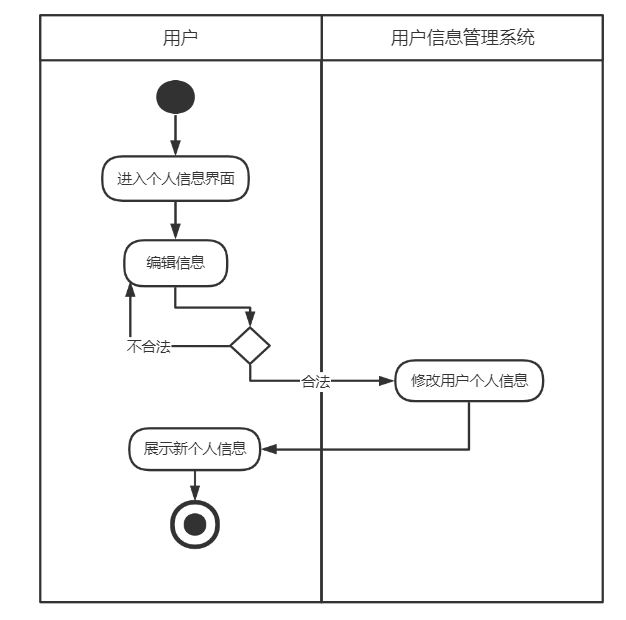 用户
用户信息管理系统
进入个人信息界面
编辑信息
不合法
合法
修改用户个人信息
展示新个人信息